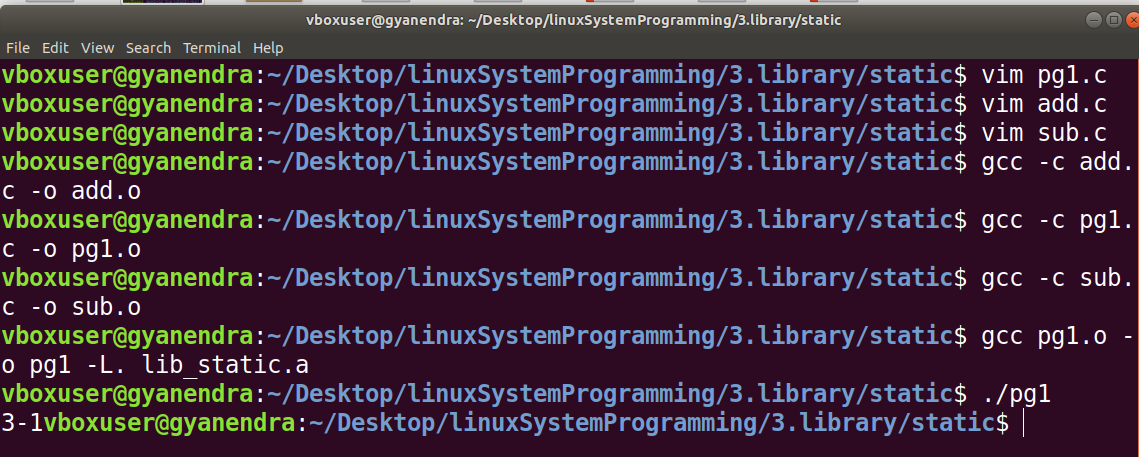 vboxuser@gyanendra: ~/Desktop/linuxSystemProgramming/3.library/static
File Edit View Search Terminal Help
vboxuser@gyanendra:~/Desktop/linuxSystemProgramming/3.library/static$ vim pg1.c
vboxuser@gyanendra:~/Desktop/linuxSystemProgramming/3.library/static$ vim add.c
vboxuser@gyanendra:~/Desktop/linuxSystemProgramming/3.library/static$ vim sub.c
vboxuser@gyanendra:~/Desktop/linuxSystemProgramming/3.library/static$ gcc -c add.
c -o add.o
vboxuser@gyanendra:~/Desktop/linuxSystemProgramming/3.library/static$ gcc -c pg1.
c -o pg1.o
vboxuser@gyanendra:~/Desktop/linuxSystemProgramming/3.library/static$ gcc -c sub.
c -o sub.o
vboxuser@gyanendra:~/Desktop/linuxSystemProgramming/3.library/static$ gcc pg1.o -
o pg1 -L. lib_static.a
vboxuser@gyanendra:~/Desktop/linuxSystemProgramming/3.library/static$ ./pg1
3-1vboxuser@gyanendra:~/Desktop/linuxSystemProgramming/3.library/static$